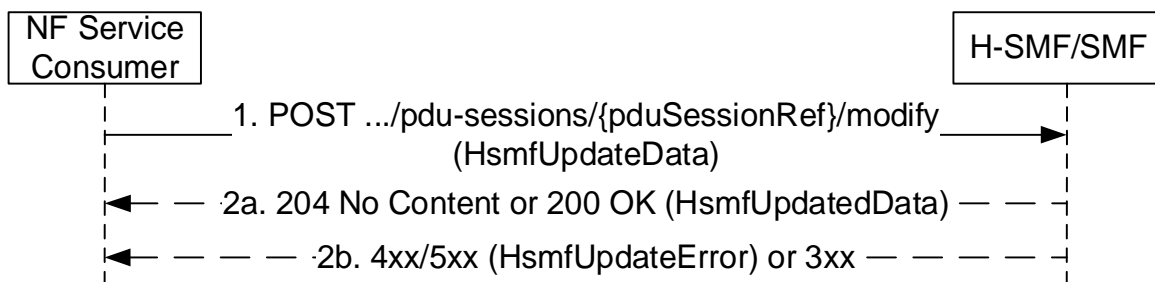 NF Service
Consumer
H-SMF/SMF
1. POST .../pdu-sessions/{pduSessionRef}/modify
(HsmfUpdateData)
2a. 204 No Content or 200 OK (HsmfUpdatedData)
2b. 4xx/5xx (HsmfUpdateError) or 3xx